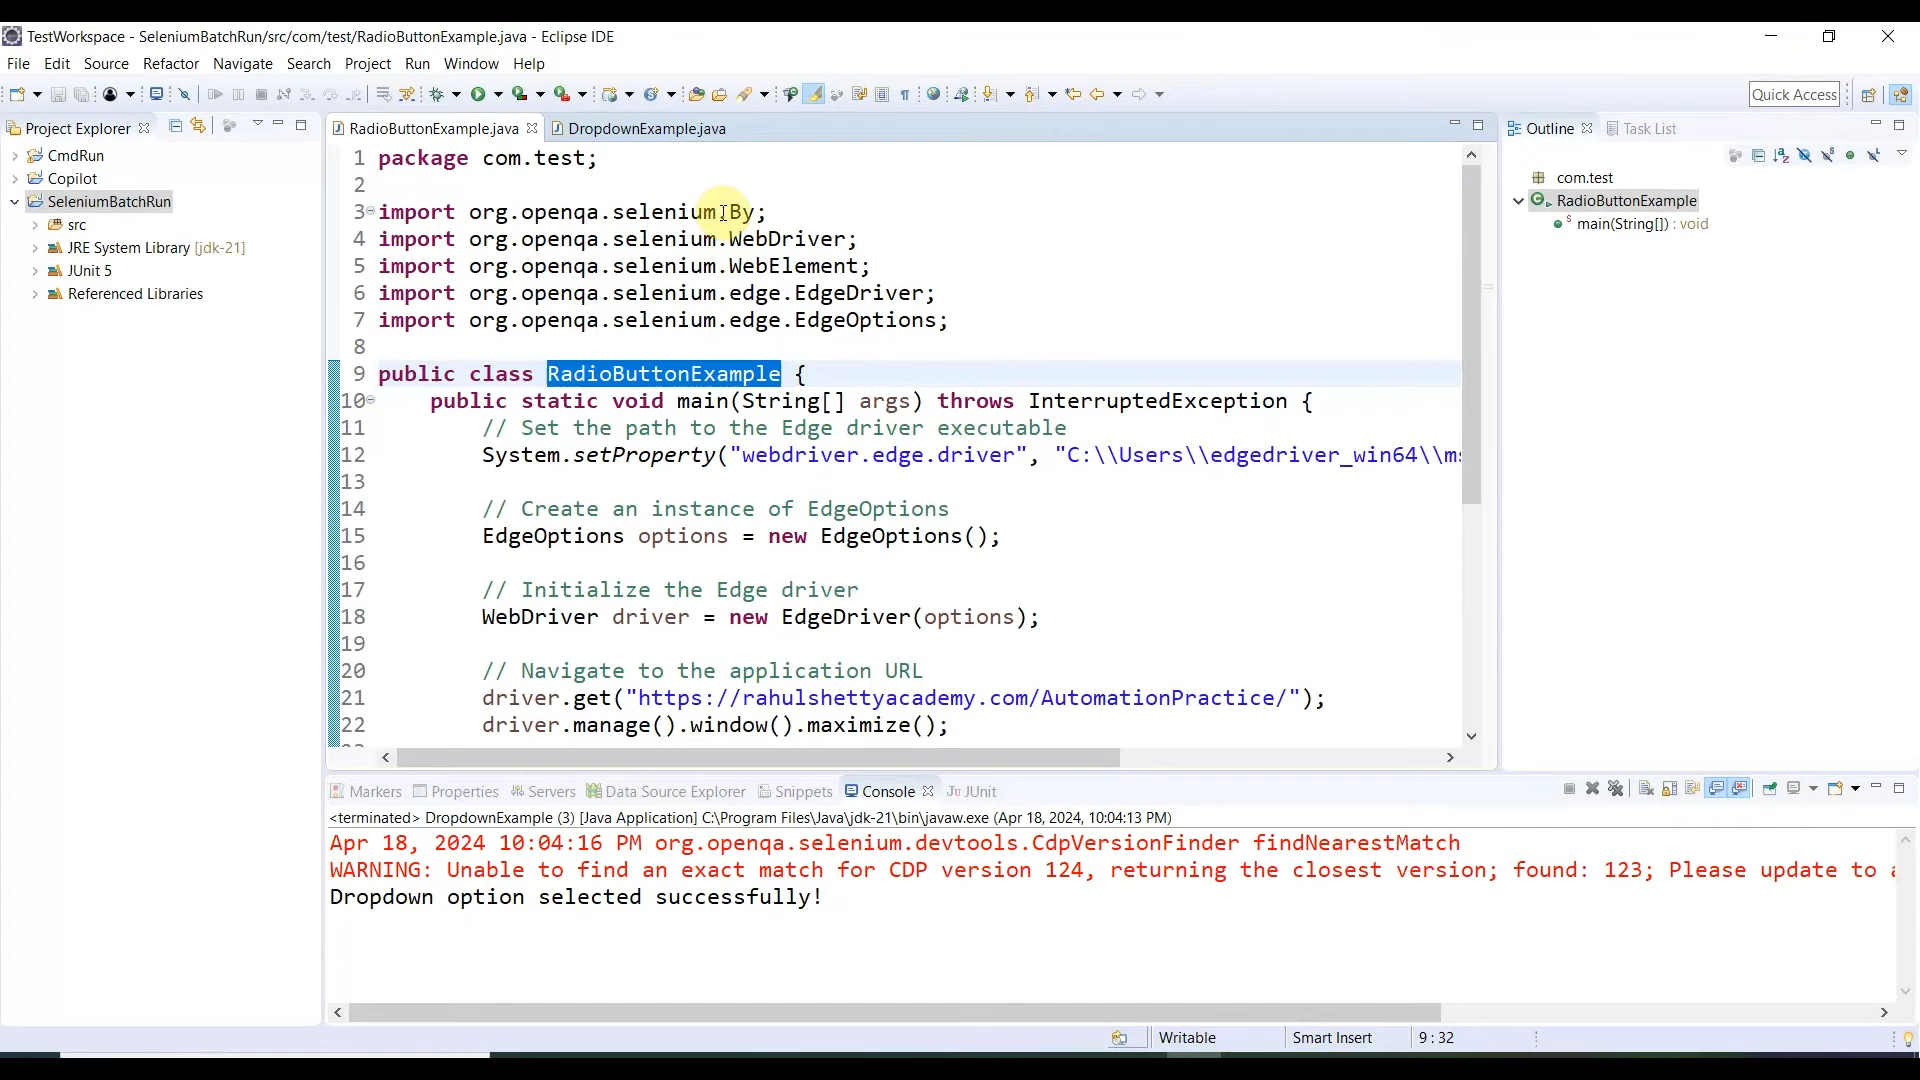 TestWorkspace - SeleniumBatchRun/src/com/test/RadioButtonExample.java - Eclipse IDE
File Edit Source Refactor Navigate Search Project Run Window Help
Quick Access
Project Explorer
CmdRun
Copilot
SeleniumBatchRun
src
JRE System Library [jdk-21]
JUnit 5
Referenced Libraries
RadioButtonExample.java DropdownExample.java
1 package com.test;
2
3 import org.openqa.selenium.By;
4 import org.openqa.selenium.WebDriver;
5 import org.openqa.selenium.WebElement;
6 import org.openqa.selenium.edge.EdgeDriver;
7 import org.openqa.selenium.edge.EdgeOptions;
8
9 public class RadioButtonExample {
10 public static void main(String[] args) throws InterruptedException {
11 // Set the path to the Edge driver executable
12 System.setProperty("webdriver.edge.driver", "C:\\Users\\edgedriver_win64\\ms
13
14 // Create an instance of EdgeOptions
15 EdgeOptions options = new EdgeOptions();
16
17 // Initialize the Edge driver
18 WebDriver driver = new EdgeDriver(options);
19
20 // Navigate to the application URL
21 driver.get("https://rahulshettyacademy.com/AutomationPractice/");
22 driver.manage().window().maximize();
Outline Task List
com.test
RadioButtonExample
main(String[]) : void
Markers Properties Servers Data Source Explorer Snippets Console JUnit
<terminated> DropdownExample (3) [Java Application] C:\Program Files\Java\jdk-21\bin\javaw.exe (Apr 18, 2024, 10:04:13 PM)
Apr 18, 2024 10:04:16 PM org.openqa.selenium.devtools.CdpVersionFinder findNearestMatch
WARNING: Unable to find an exact match for CDP version 124, returning the closest version; found: 123; Please update to a
Dropdown option selected successfully!
Writable Smart Insert 9 : 32